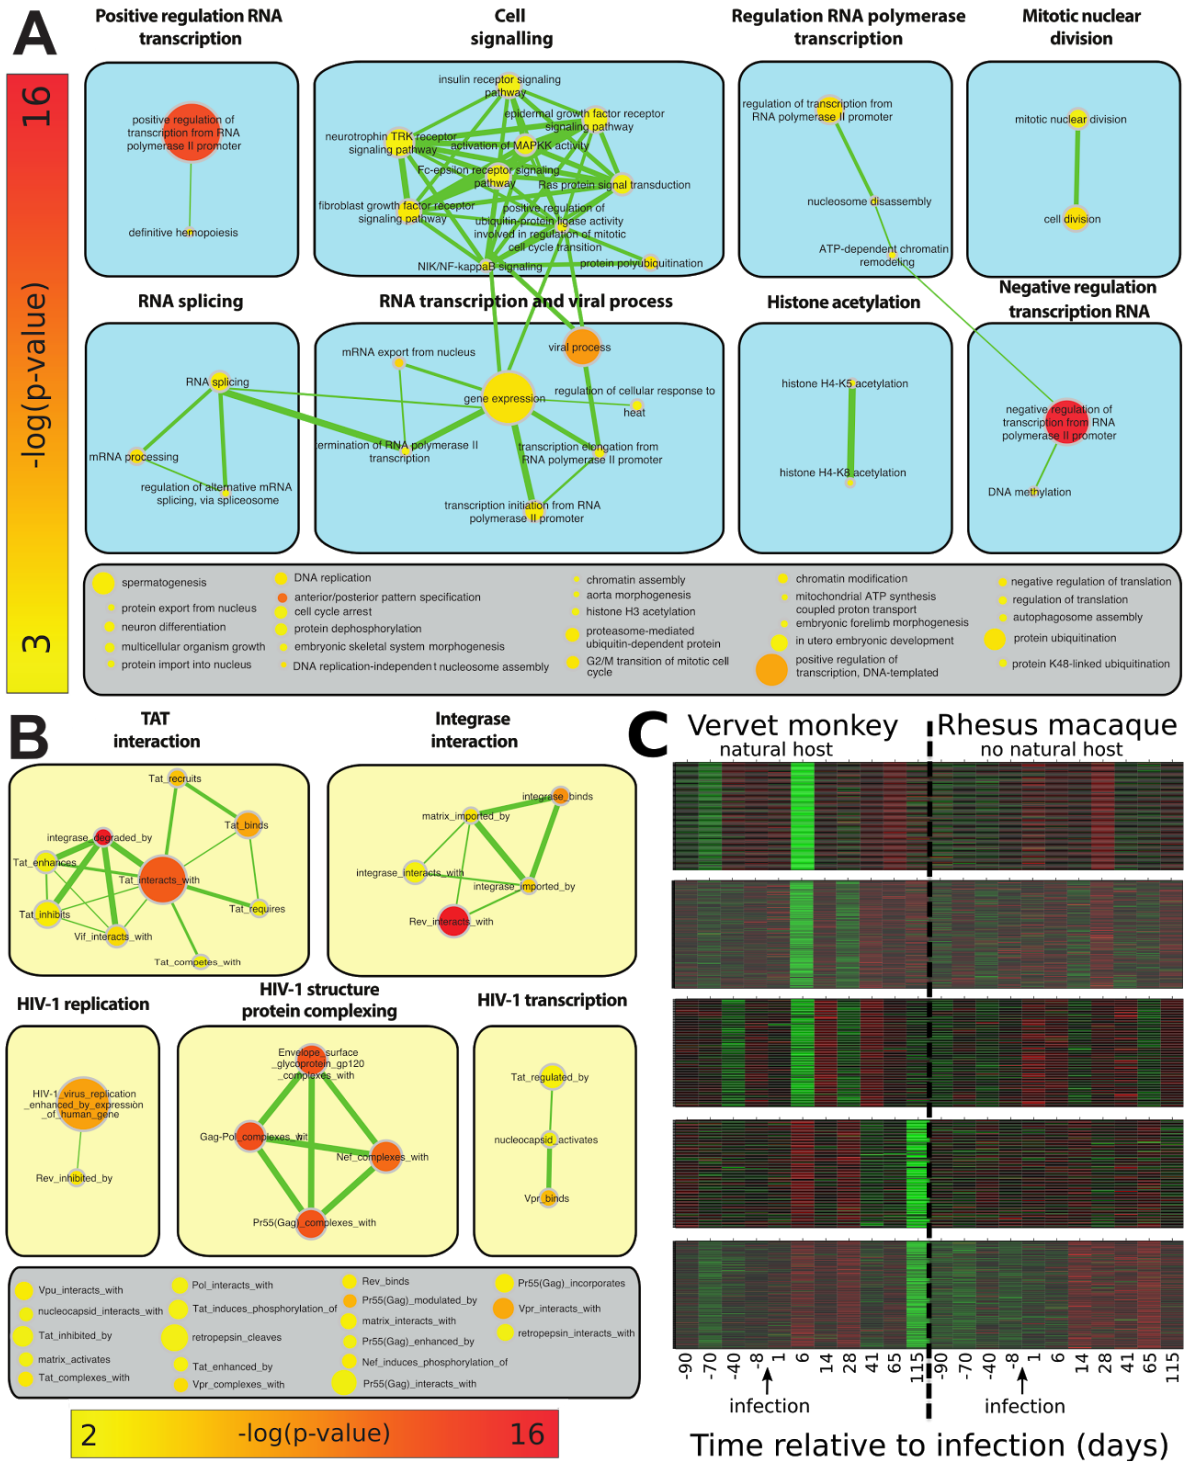 A
Positive regulation RNA
transcription
Cell
signalling
Regulation RNA polymerase
transcription
Mitotic nuclear
division
16
-log(p-value)
3
positive regulation of
transcription from RNA
polymerase II promoter
definitive hemopoiesis
insulin receptor signaling
pathway
epidermal growth factor receptor
signaling pathway
neurotrophin TRK receptor
signaling pathway
activation of MAPKK activity
Fc-epsilon receptor signaling
pathway
Ras protein signal transduction
fibroblast growth factor receptor
signaling pathway
positive regulation of
ubiquitin-protein ligase activity
involved in regulation of mitotic
cell cycle transition
NIK/NF-kappaB signaling
protein polyubiquitination
regulation of transcription from
RNA polymerase II promoter
nucleosome disassembly
ATP-dependent chromatin
remodeling
mitotic nuclear division
cell division
RNA splicing
RNA transcription and viral process
Histone acetylation
Negative regulation
transcription RNA
RNA splicing
mRNA processing
regulation of alternative mRNA
splicing, via spliceosome
mRNA export from nucleus
viral process
gene expression
regulation of cellular response to
heat
ermination of RNA polymerase II
transcription
transcription elongation from
RNA polymerase II promoter
transcription initiation from RNA
polymerase II promoter
histone H4-K5 acetylation
histone H4-K8 acetylation
negative regulation of
transcription from RNA
polymerase II promoter
DNA methylation
spermatogenesis
protein export from nucleus
neuron differentiation
multicellular organism growth
protein import into nucleus
DNA replication
anterior/posterior pattern specification
cell cycle arrest
protein dephosphorylation
embryonic skeletal system morphogenesis
DNA replication-independent nucleosome assembly
chromatin assembly
aorta morphogenesis
histone H3 acetylation
proteasome-mediated
ubiquitin-dependent protein
G2/M transition of mitotic cell
cycle
chromatin modification
mitochondrial ATP synthesis
coupled proton transport
embryonic forelimb morphogenesis
in utero embryonic development
positive regulation of
transcription, DNA-templated
negative regulation of translation
regulation of translation
autophagosome assembly
protein ubiquitination
protein K48-linked ubiquitination
B
TAT
interaction
Integrase
interaction
Tat_recruits
Tat_binds
integrase_degraded_by
Tat_enhances
Tat_interacts_with
Tat_inhibits
Tat_requires
Vif_interacts_with
Tat_competes_with
integrase_binds
matrix_imported_by
integrase_interacts_with
integrase_imported_by
Rev_interacts_with
HIV-1 replication
HIV-1 structure
protein complexing
HIV-1 transcription
HIV-1_virus_replication
_enhanced_by_expression
_of_human_gene
Rev_inhibited_by
Envelope_surface
_glycoprotein_gp120
_complexes_with
Gag-Pol_complexes_wit
Nef_complexes_with
Pr55(Gag)_complexes_with
Tat_regulated_by
nucleocapsid_activates
Vpr_binds
Vpu_interacts_with
nucleocapsid_interacts_with
Tat_inhibited_by
matrix_activates
Tat_complexes_with
Pol_interacts_with
Tat_induces_phosphorylation_of
retropepsin_cleaves
Tat_enhanced_by
Vpr_complexes_with
Rev_binds
Pr55(Gag)_modulated_by
matrix_interacts_with
Pr55(Gag)_enhanced_by
Nef_induces_phosphorylation_of
Pr55(Gag)_interacts_with
Pr55(Gag)_incorporates
Vpr_interacts_with
retropepsin_interacts_with
2 -log(p-value) 16
C
Vervet monkey
natural host
Rhesus macaque
no natural host
-90 -70 -40 -8 1 6 14 28 41 65 115 -90 -70 -40 -8 1 6 14 28 41 65 115
infection infection
Time relative to infection (days)